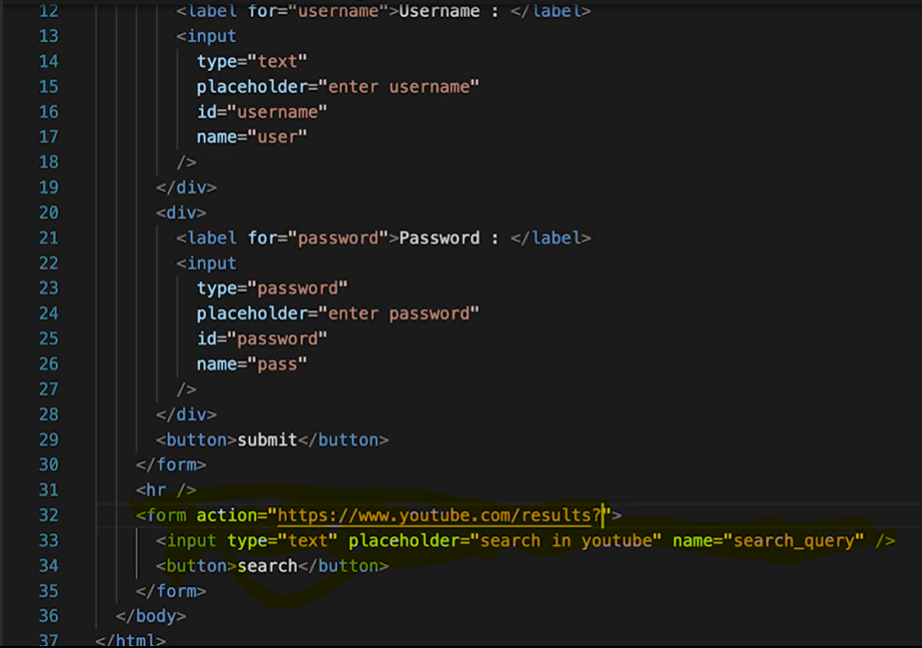 12 <label for="username">Username : </label>
13 <input
14 type="text"
15 placeholder="enter username"
16 id="username"
17 name="user"
18 />
19 </div>
20 <div>
21 <label for="password">Password : </label>
22 <input
23 type="password"
24 placeholder="enter password"
25 id="password"
26 name="pass"
27 />
28 </div>
29 <button>submit</button>
30 </form>
31 <hr />
32 <form action="https://www.youtube.com/results?">
33 <input type="text" placeholder="search in youtube" name="search_query" />
34 <button>search</button>
35 </form>
36 </body>
37 </html>